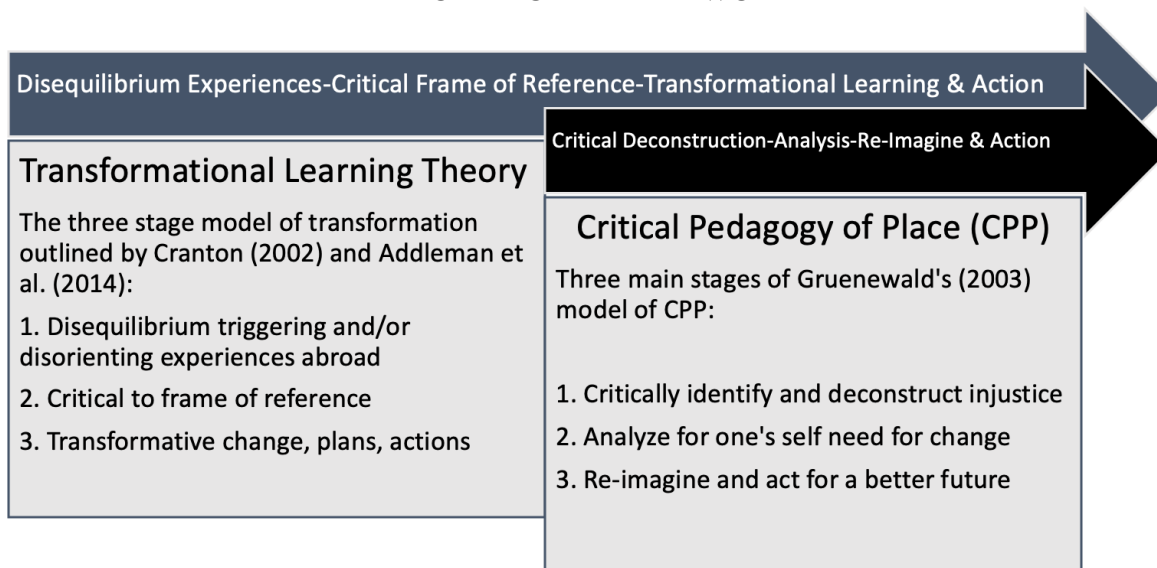 Disequilibrium Experiences-Critical Frame of Reference-Transformational Learning & Action
Critical Deconstruction-Analysis-Re-Imagine & Action
Transformational Learning Theory
The three stage model of transformation
outlined by Cranton (2002) and Addleman et
al. (2014):
1. Disequilibrium triggering and/or
disorienting experiences abroad
2. Critical to frame of reference
3. Transformative change, plans, actions
Critical Pedagogy of Place (CPP)
Three main stages of Gruenewald's (2003)
model of CPP:
1. Critically identify and deconstruct injustice
2. Analyze for one's self need for change
3. Re-imagine and act for a better future